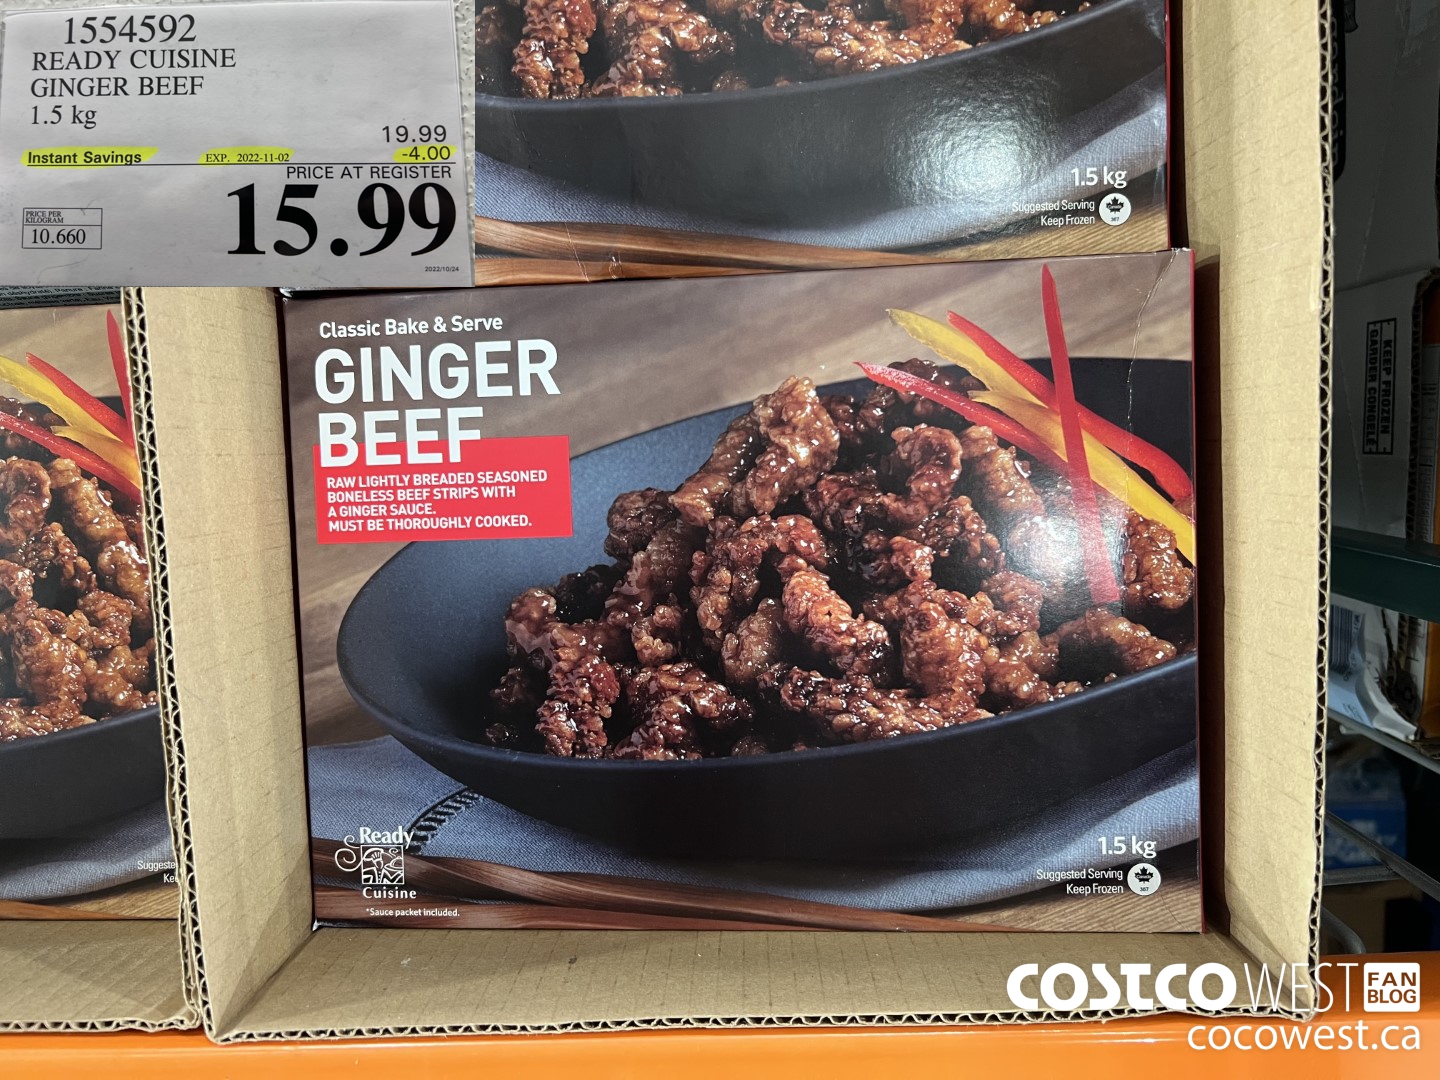 1554592
READY CUISINE
GINGER BEEF
1.5 kg
19.99
Instant Savings EXP. 2022-11-02 -4.00
PRICE AT REGISTER
15.99
PRICE PER
KILOGRAM
10.660
2022/10/24
1.5 kg
Suggested Serving
Keep Frozen
Classic Bake & Serve
GINGER
BEEF
RAW LIGHTLY BREADED SEASONED
BONELESS BEEF STRIPS WITH
A GINGER SAUCE.
MUST BE THOROUGHLY COOKED.
Ready
Cuisine
*Sauce packet included.
1.5 kg
Suggested Serving
Keep Frozen
Canada
367
KEEP FROZEN
GARDER CONGELÉ
COSTCO WEST FAN
BLOG
cocowest.ca